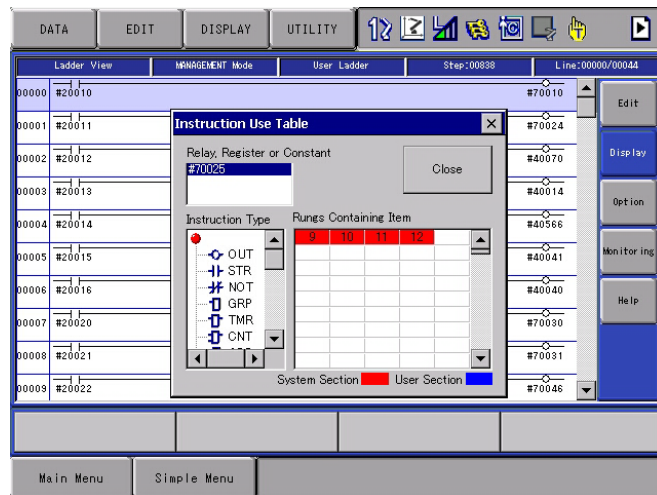 DATA EDIT DISPLAY UTILITY
Ladder View MANAGEMENT Mode User Ladder Step:00838 Line:00000/00044
00000 #20010 #70010
00001 #20011 #70024
00002 #20012 #40070
00003 #20013 #40014
00004 #20014 #40566
00005 #20015 #40041
00006 #20016 #40040
00007 #20020 #70030
00008 #20021 #70031
00009 #20022 #70046
Instruction Use Table
Relay, Register or Constant
#70025
Close
Instruction Type
OUT
STR
NOT
GRP
TMR
CNT
Rungs Containing Item
9 10 11 12
System Section User Section
Edit
Display
Option
Monitoring
Help
Main Menu Simple Menu